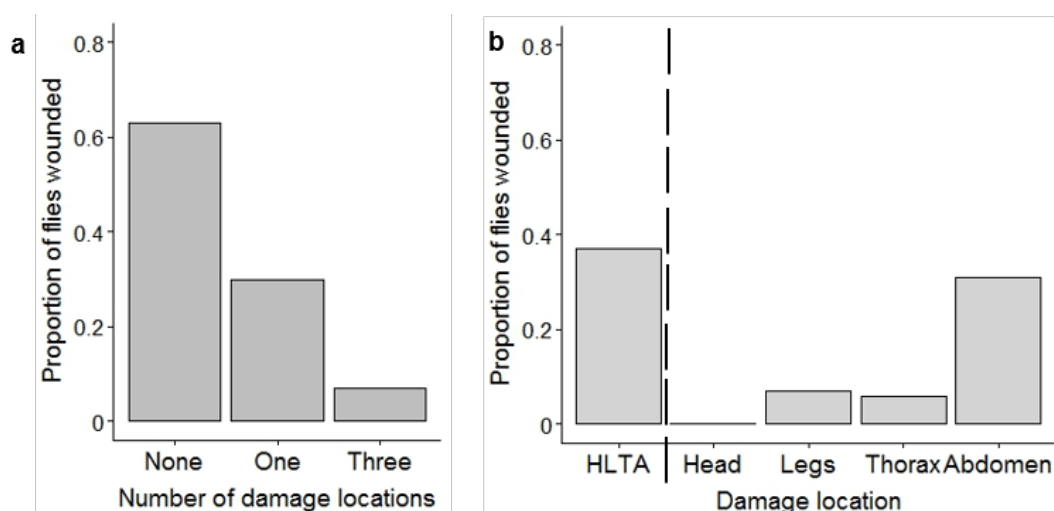 a
Proportion of flies wounded
0.8
0.6
0.4
0.2
0
None One Three
Number of damage locations
b
Proportion of flies wounded
0.8
0.6
0.4
0.2
0
HLTA Head Legs Thorax Abdomen
Damage location